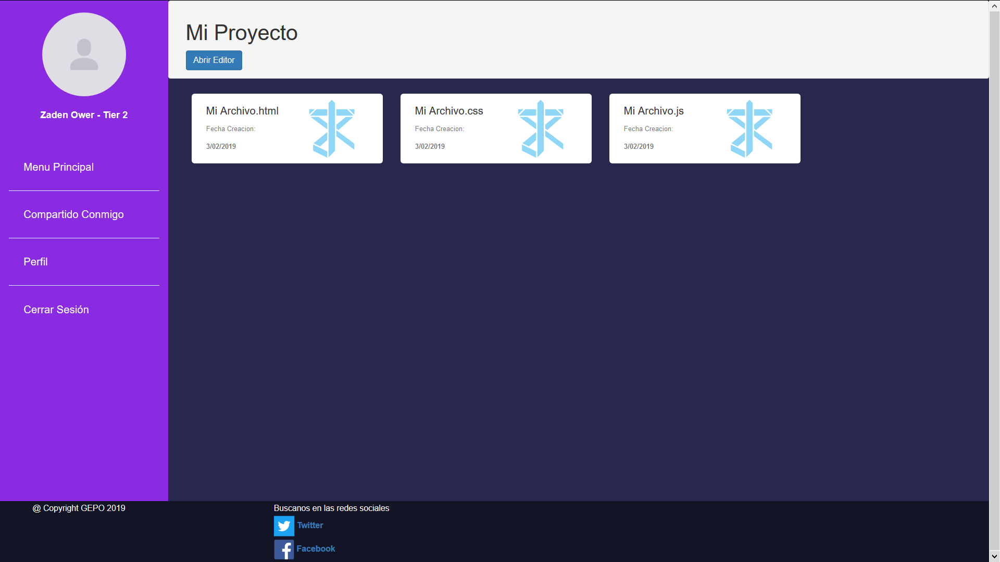 Zaden Ower - Tier 2
Menu Principal
Compartido Conmigo
Perfil
Cerrar Sesión
Mi Proyecto
Abrir Editor
Mi Archivo.html
Fecha Creacion:
3/02/2019
Mi Archivo.css
Fecha Creacion:
3/02/2019
Mi Archivo.js
Fecha Creacion:
3/02/2019
@ Copyright GEPO 2019
Buscanos en las redes sociales
Twitter
Facebook